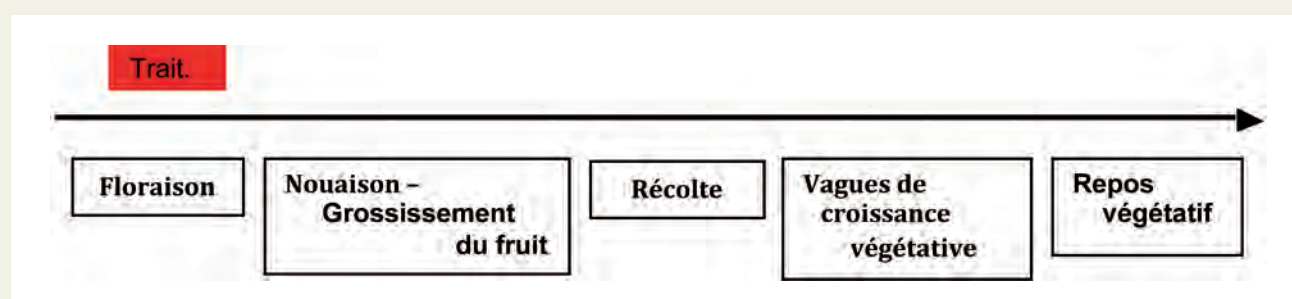 Trait.
Floraison
Nouaison –
Grossissement
du fruit
Récolte
Vagues de
croissance
végétative
Repos
végétatif